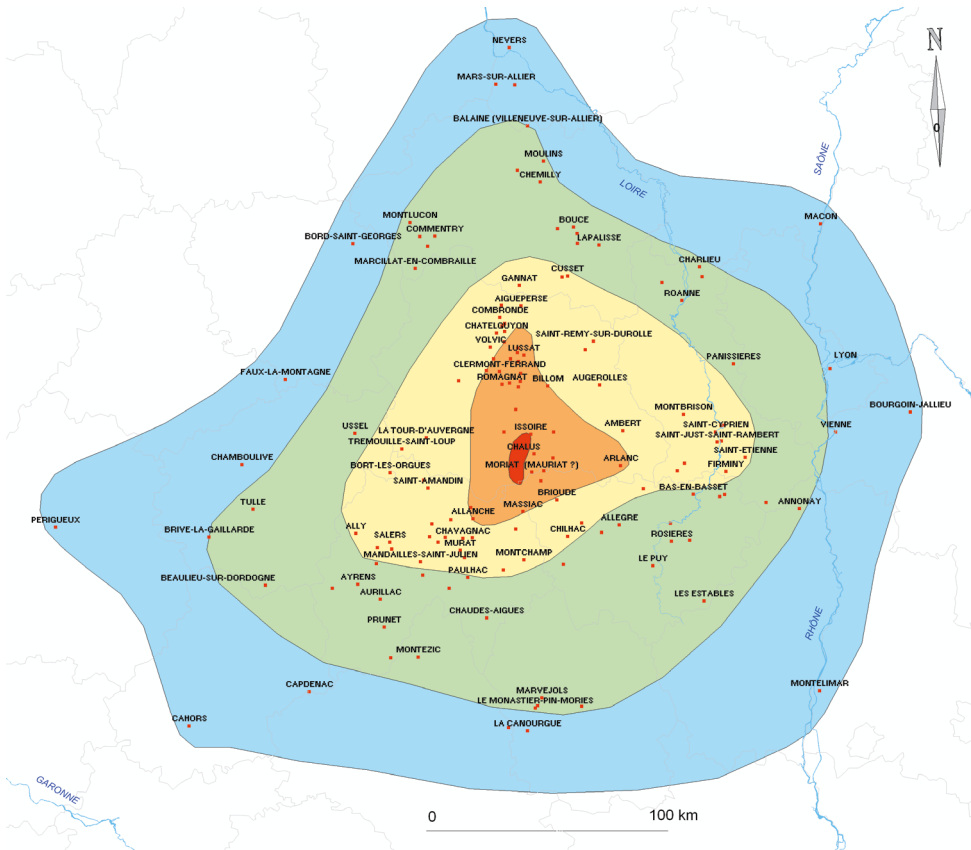 NEVERS
N
MARS-SUR-ALLIER
BALAINE (VILLENEUVE-SUR-ALLIER)
0
SAÔNE
MOULINS
CHEMILLY
LOIRE
MONTLUCON
BOUCE
MACON
COMMENTRY
BORD-SAINT-GEORGES
LAPALISSE
MARCILLAT-EN-COMBRAILLE
CHARLIEU
CUSSET
GANNAT
ROANNE
AIGUEPERSE
COMBRONDE
CHATELGUYON
SAINT-REMY-SUR-DUROLLE
VOLVIC
LUSSAT
PANISSIERES
LYON
CLERMONT-FERRAND
FAUX-LA-MONTAGNE
ROMAGNAT
BILLOM
AUGEROLLES
BOURGOIN-JALLIEU
MONTBRISON
USSEL
LA TOUR-D'AUVERGNE
ISSOIRE
AMBERT
SAINT-CYPRIEN
VIENNE
TREMOUILLE-SAINT-LOUP
SAINT-JUST-SAINT-RAMBERT
CHALUS
SAINT-ETIENNE
CHAMBOULIVE
BORT-LES-ORGUES
MORIAT (MAURIAT ?)
ARLANC
FIRMINY
SAINT-AMANDIN
BAS-EN-BASSET
BRIOUDE
TULLE
MASSIAC
ANNONAY
ALLANCHE
PERIGUEUX
ALLEGRE
BRIVE-LA-GAILLARDE
ALLY
SALERS
CHAVAGNAC
CHILHAC
ROSIERES
MURAT
MANDAILLES-SAINT-JULIEN
MONTCHAMP
LE PUY
BEAULIEU-SUR-DORDOGNE
AYRENS
PAULHAC
AURILLAC
LES ESTABLES
CHAUDES-AIGUES
PRUNET
RHÔNE
MONTEZIC
CAPDENAC
MARVEJOLS
MONTELIMAR
LE MONASTIER-PIN-MORIES
CAHORS
LA CANOURGUE
GARONNE
0
100 km